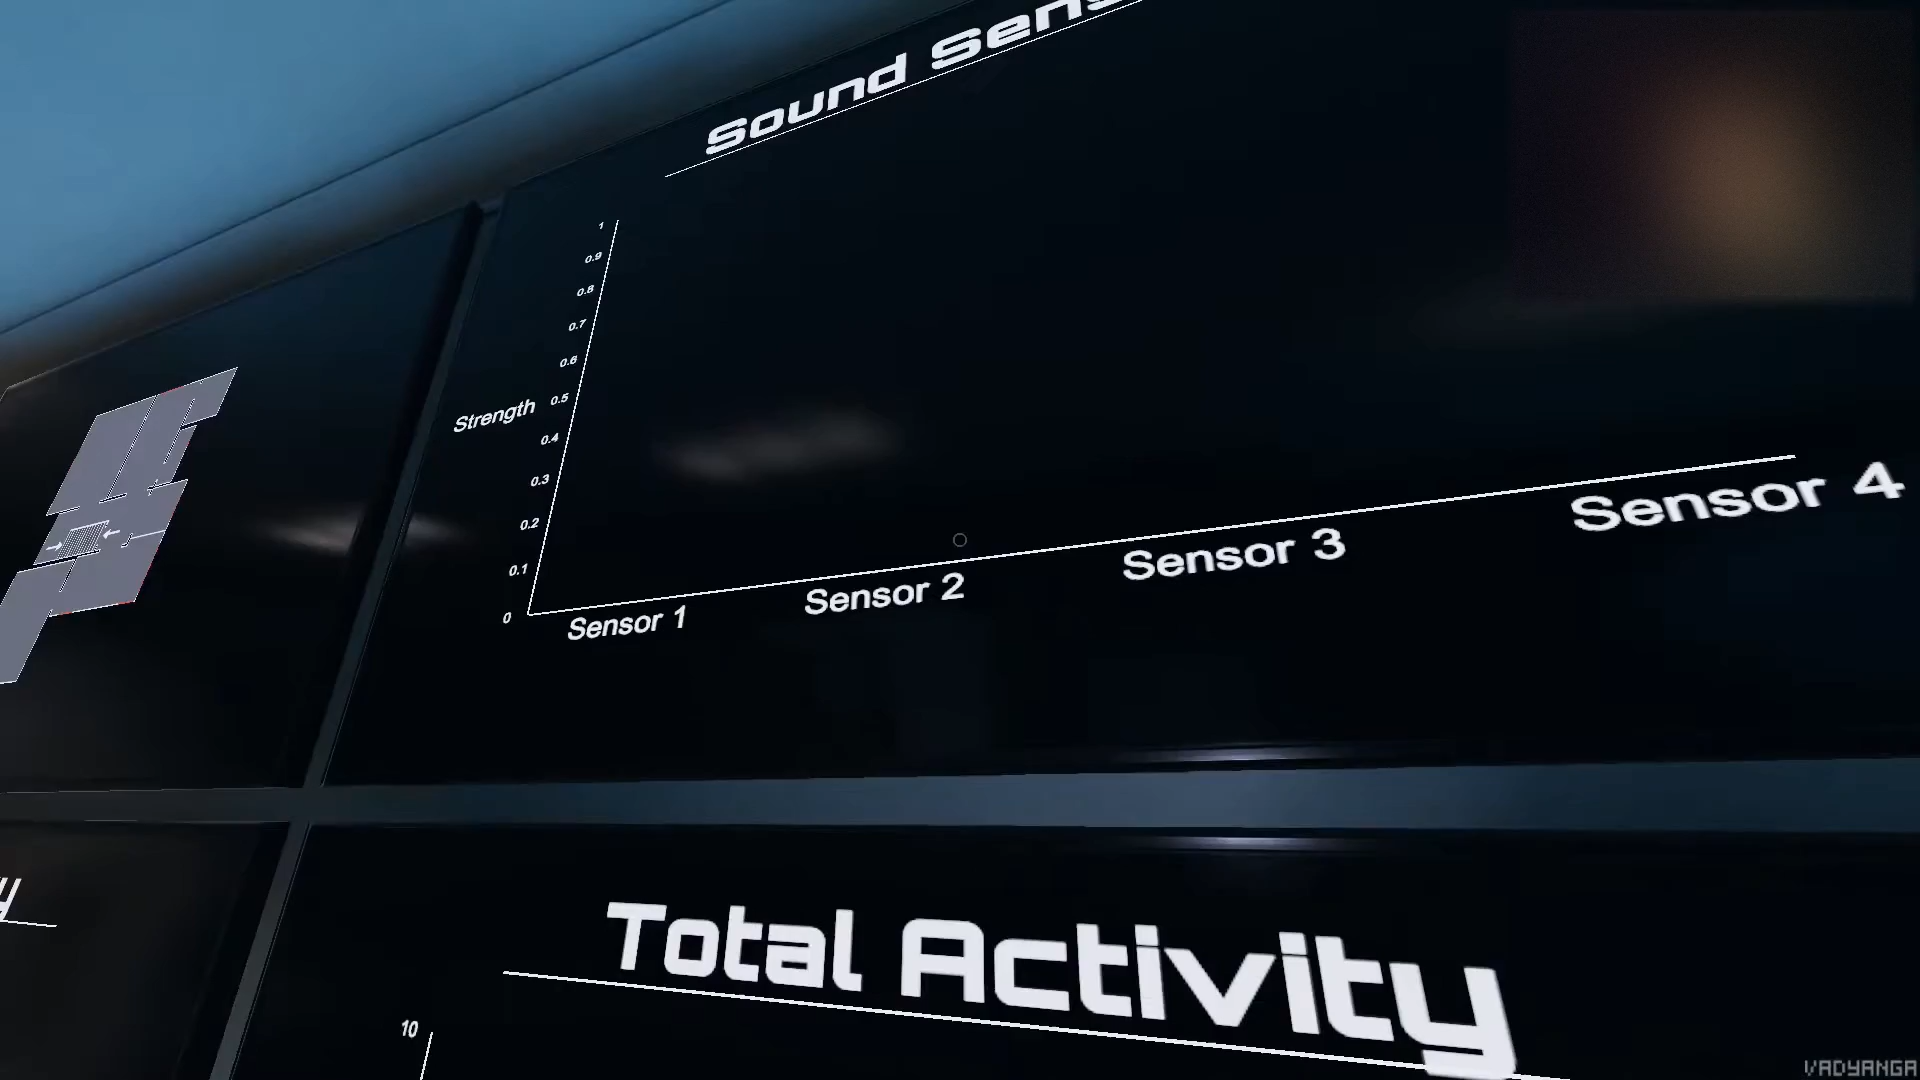 Sound Sens
1
0.9
0.8
0.7
0.6
Strength 0.5
0.4
0.3
0.2
0.1
0
Sensor 1 Sensor 2 Sensor 3 Sensor 4
y
Total Activity
10
VADYANGA